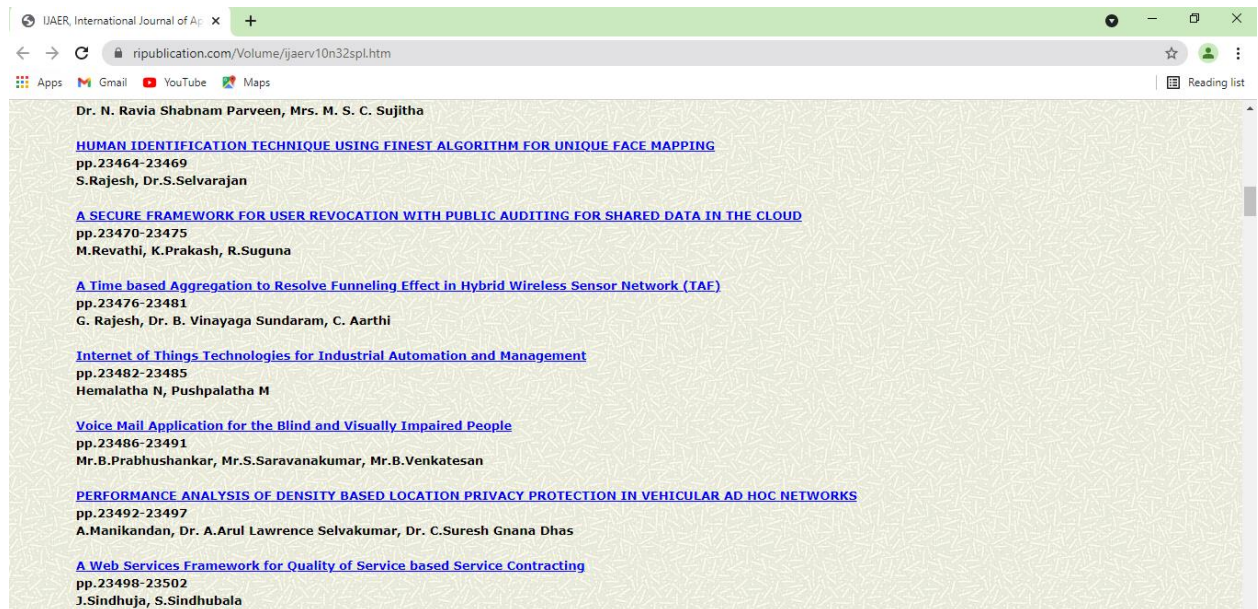 IJAER, International Journal of Ap
ripublication.com/Volume/ijaerv10n32spl.htm
Apps Gmail YouTube Maps Reading list
Dr. N. Ravia Shabnam Parveen, Mrs. M. S. C. Sujitha
HUMAN IDENTIFICATION TECHNIQUE USING FINEST ALGORITHM FOR UNIQUE FACE MAPPING
pp.23464-23469
S.Rajesh, Dr.S.Selvarajan
A SECURE FRAMEWORK FOR USER REVOCATION WITH PUBLIC AUDITING FOR SHARED DATA IN THE CLOUD
pp.23470-23475
M.Revathi, K.Prakash, R.Suguna
A Time based Aggregation to Resolve Funneling Effect in Hybrid Wireless Sensor Network (TAF)
pp.23476-23481
G. Rajesh, Dr. B. Vinayaga Sundaram, C. Aarthi
Internet of Things Technologies for Industrial Automation and Management
pp.23482-23485
Hemalatha N, Pushpalatha M
Voice Mail Application for the Blind and Visually Impaired People
pp.23486-23491
Mr.B.Prabhushankar, Mr.S.Saravanakumar, Mr.B.Venkatesan
PERFORMANCE ANALYSIS OF DENSITY BASED LOCATION PRIVACY PROTECTION IN VEHICULAR AD HOC NETWORKS
pp.23492-23497
A.Manikandan, Dr. A.Arul Lawrence Selvakumar, Dr. C.Suresh Gnana Dhas
A Web Services Framework for Quality of Service based Service Contracting
pp.23498-23502
J.Sindhuja, S.Sindhubala